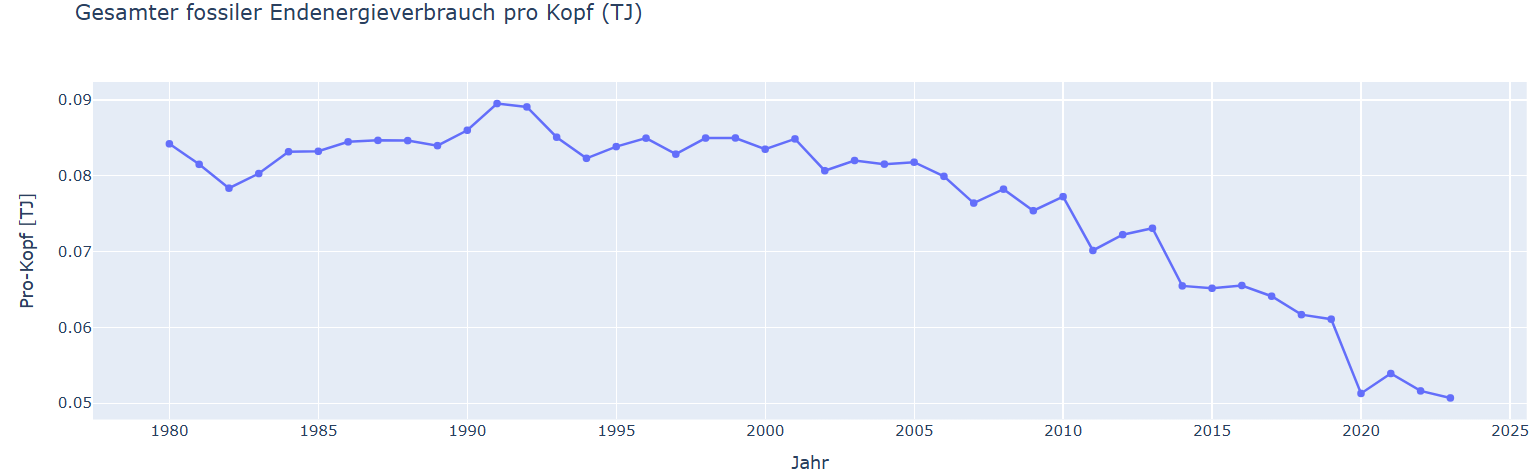 Gesamter fossiler Endenergieverbrauch pro Kopf (TJ)
Pro-Kopf [TJ]
0.09
0.08
0.07
0.06
0.05
1980 1985 1990 1995 2000 2005 2010 2015 2020 2025
Jahr